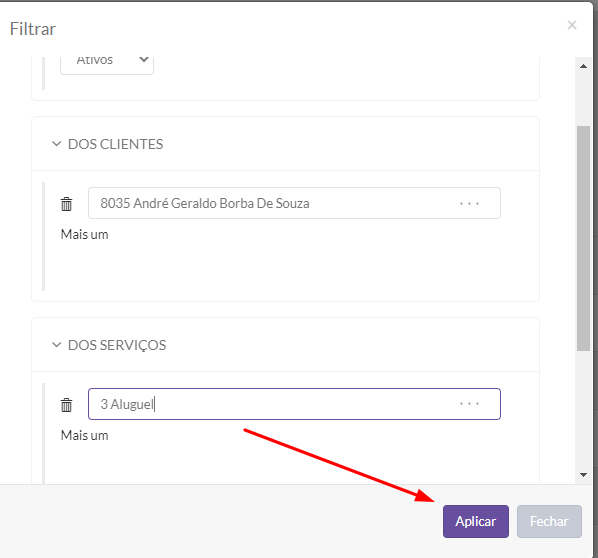 Filtrar
Ativos
DOS CLIENTES
8035 André Geraldo Borba De Souza
Mais um
DOS SERVIÇOS
3 Aluguel
Mais um
Aplicar
Fechar